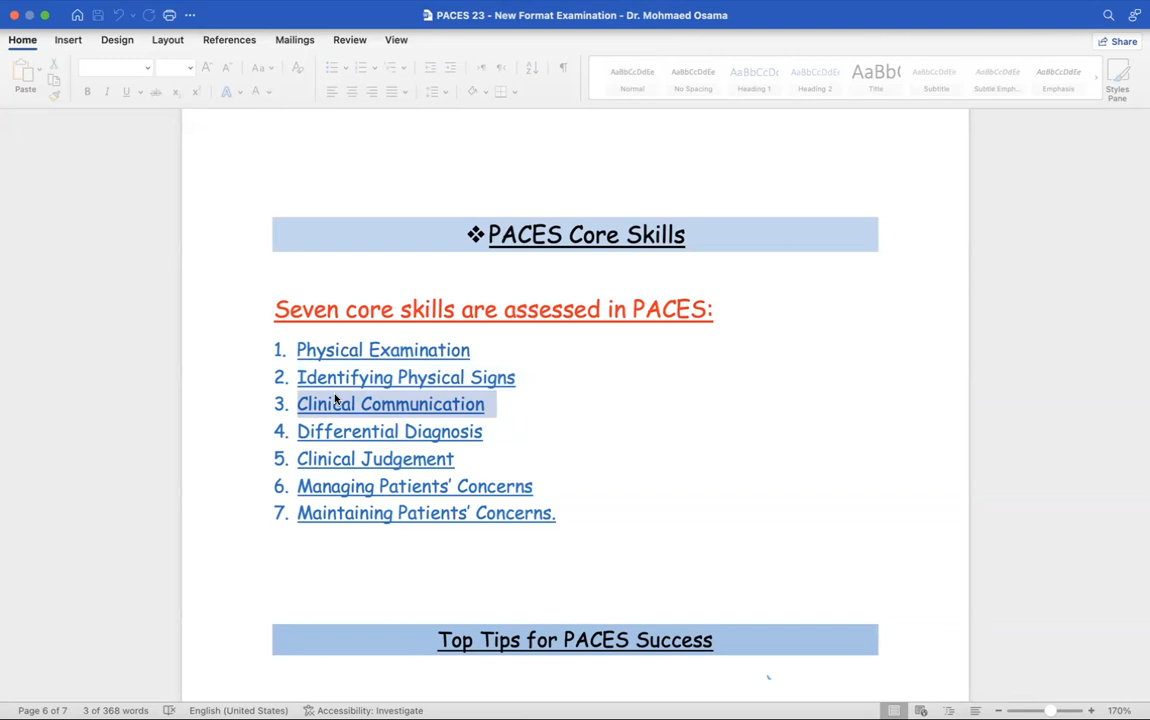 PACES 23 - New Format Examination - Dr. Mohmaed Osama
Home Insert Design Layout References Mailings Review View
Share
Paste
Aa
AaBbCcDdEe AaBbCcDdEe AaBbCcDc AaBbCcDdEe AaBb( AaBbCcDdEe AaBbCcDdEe AaBbCcDdEe
Normal No Spacing Heading 1 Heading 2 Title Subtitle Subtle Emph... Emphasis
Styles
Pane
❖PACES Core Skills
Seven core skills are assessed in PACES:
1. Physical Examination
2. Identifying Physical Signs
3. Clinical Communication
4. Differential Diagnosis
5. Clinical Judgement
6. Managing Patients’ Concerns
7. Maintaining Patients’ Concerns.
Top Tips for PACES Success
Page 6 of 7 3 of 368 words English (United States) Accessibility: Investigate 170%